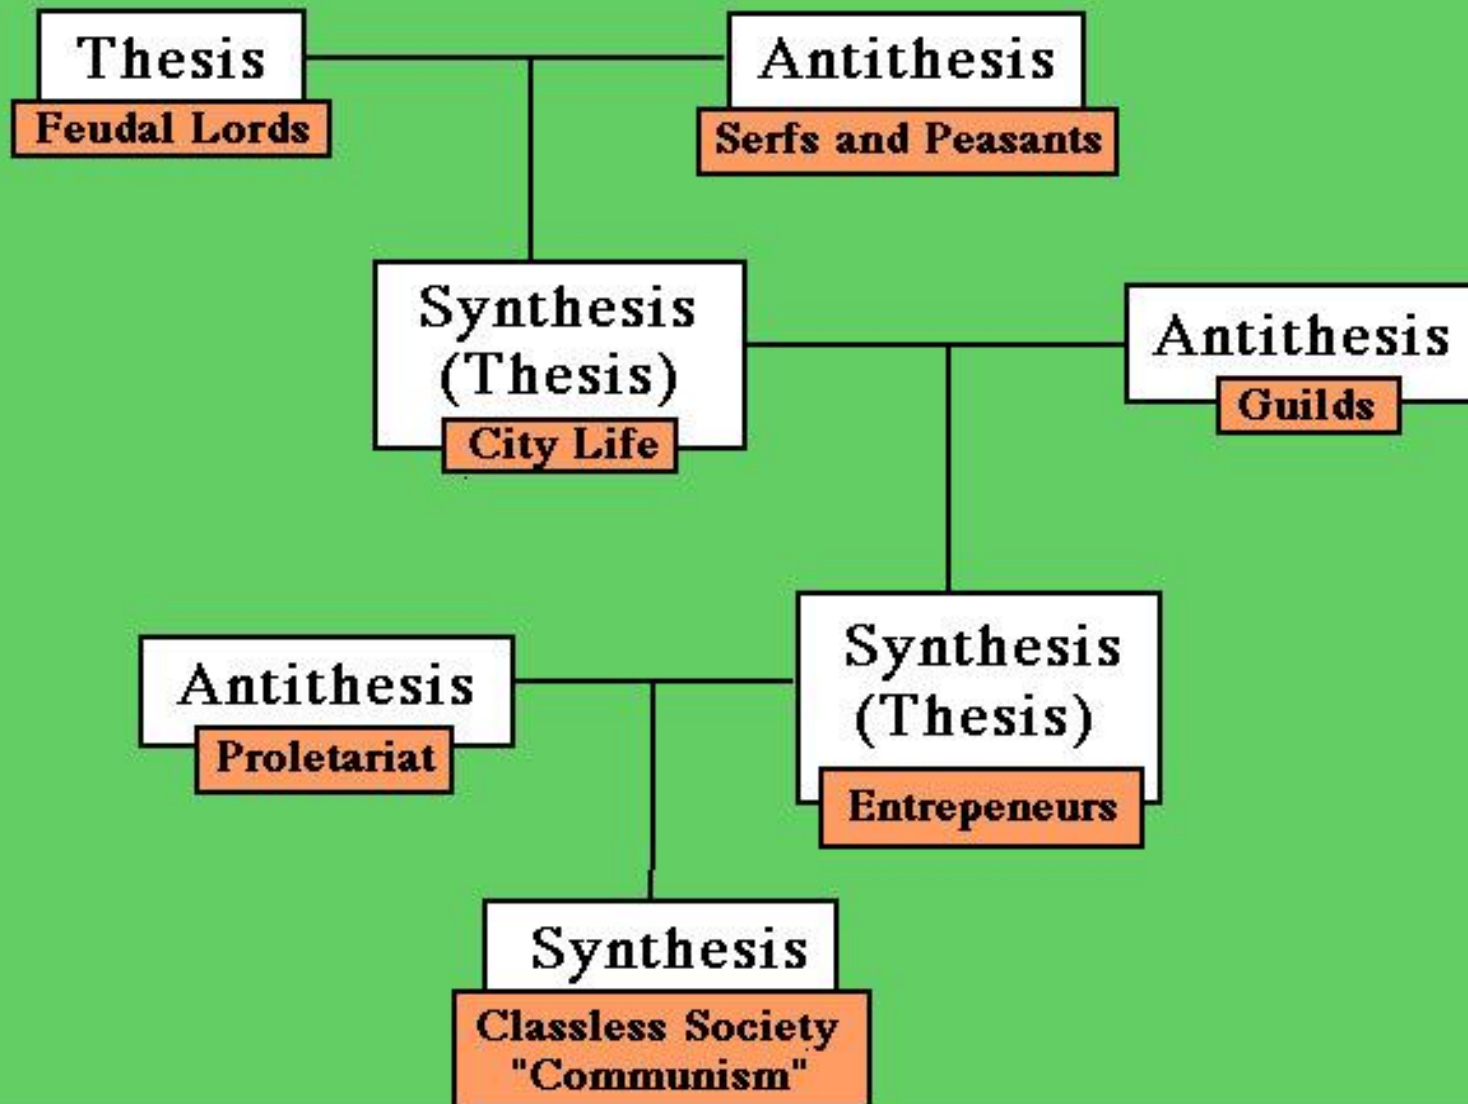 Thesis
Feudal Lords
Antithesis
Serfs and Peasants
Synthesis
(Thesis)
City Life
Antithesis
Guilds
Antithesis
Proletariat
Synthesis
(Thesis)
Entrepeneurs
Synthesis
Classless Society
"Communism"